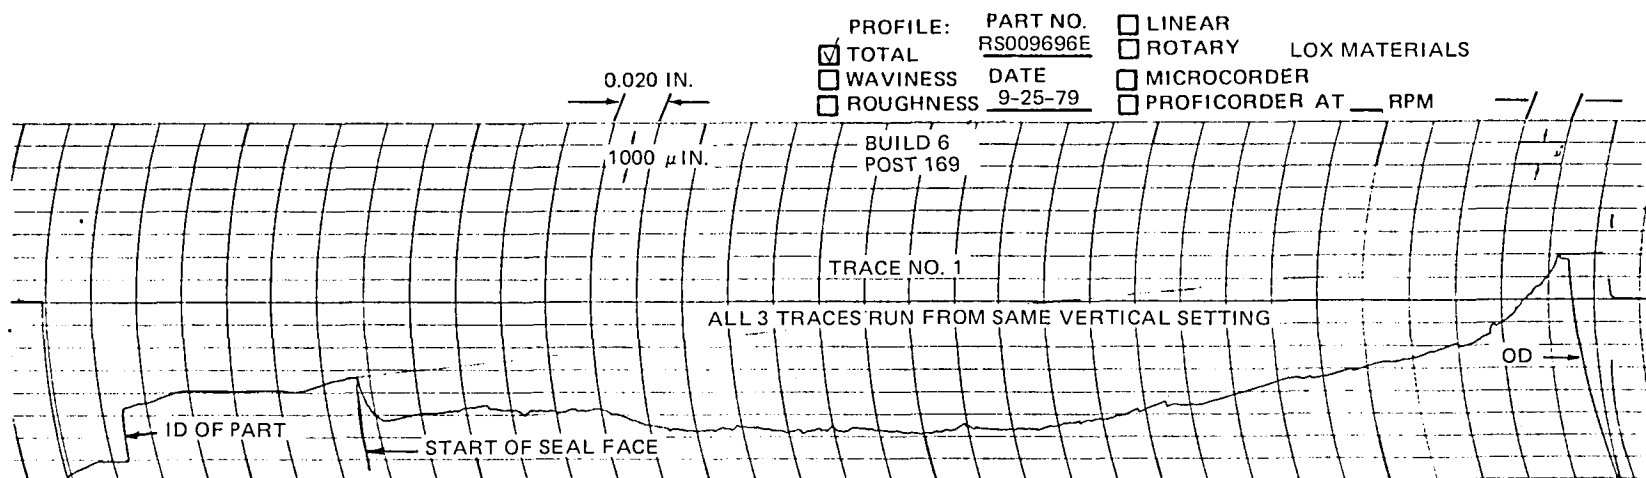 PROFILE:
☑ TOTAL
☐ WAVINESS
☐ ROUGHNESS
PART NO.
RS009696E
DATE
9-25-79
☐ LINEAR
☐ ROTARY
☐ MICROCORDER
☐ PROFICORDER AT __ RPM
LOX MATERIALS
0.020 IN.
1000 μIN.
BUILD 6
POST 169
TRACE NO. 1
ALL 3 TRACES RUN FROM SAME VERTICAL SETTING
OD
ID OF PART
START OF SEAL FACE